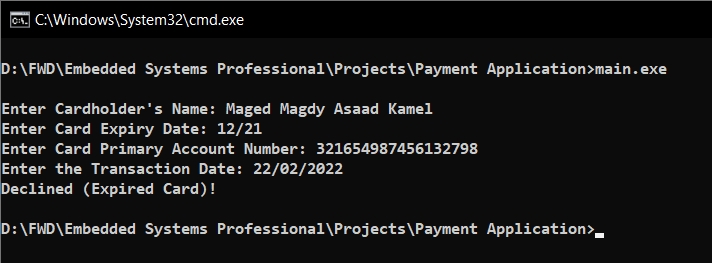 C:\Windows\System32\cmd.exe
D:\FWD\Embedded Systems Professional\Projects\Payment Application>main.exe
Enter Cardholder's Name: Maged Magdy Asaad Kamel
Enter Card Expiry Date: 12/21
Enter Card Primary Account Number: 321654987456132798
Enter the Transaction Date: 22/02/2022
Declined (Expired Card)!
D:\FWD\Embedded Systems Professional\Projects\Payment Application>